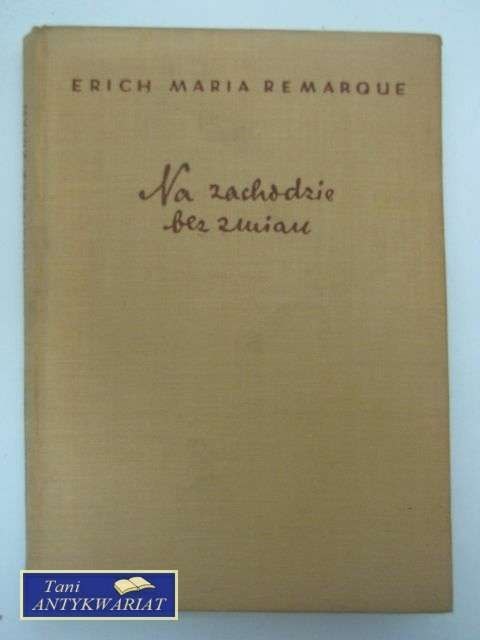 ERICH MARIA REMARQUE
Na zachodzie
bez zmian
Tani
ANTYKWARIAT